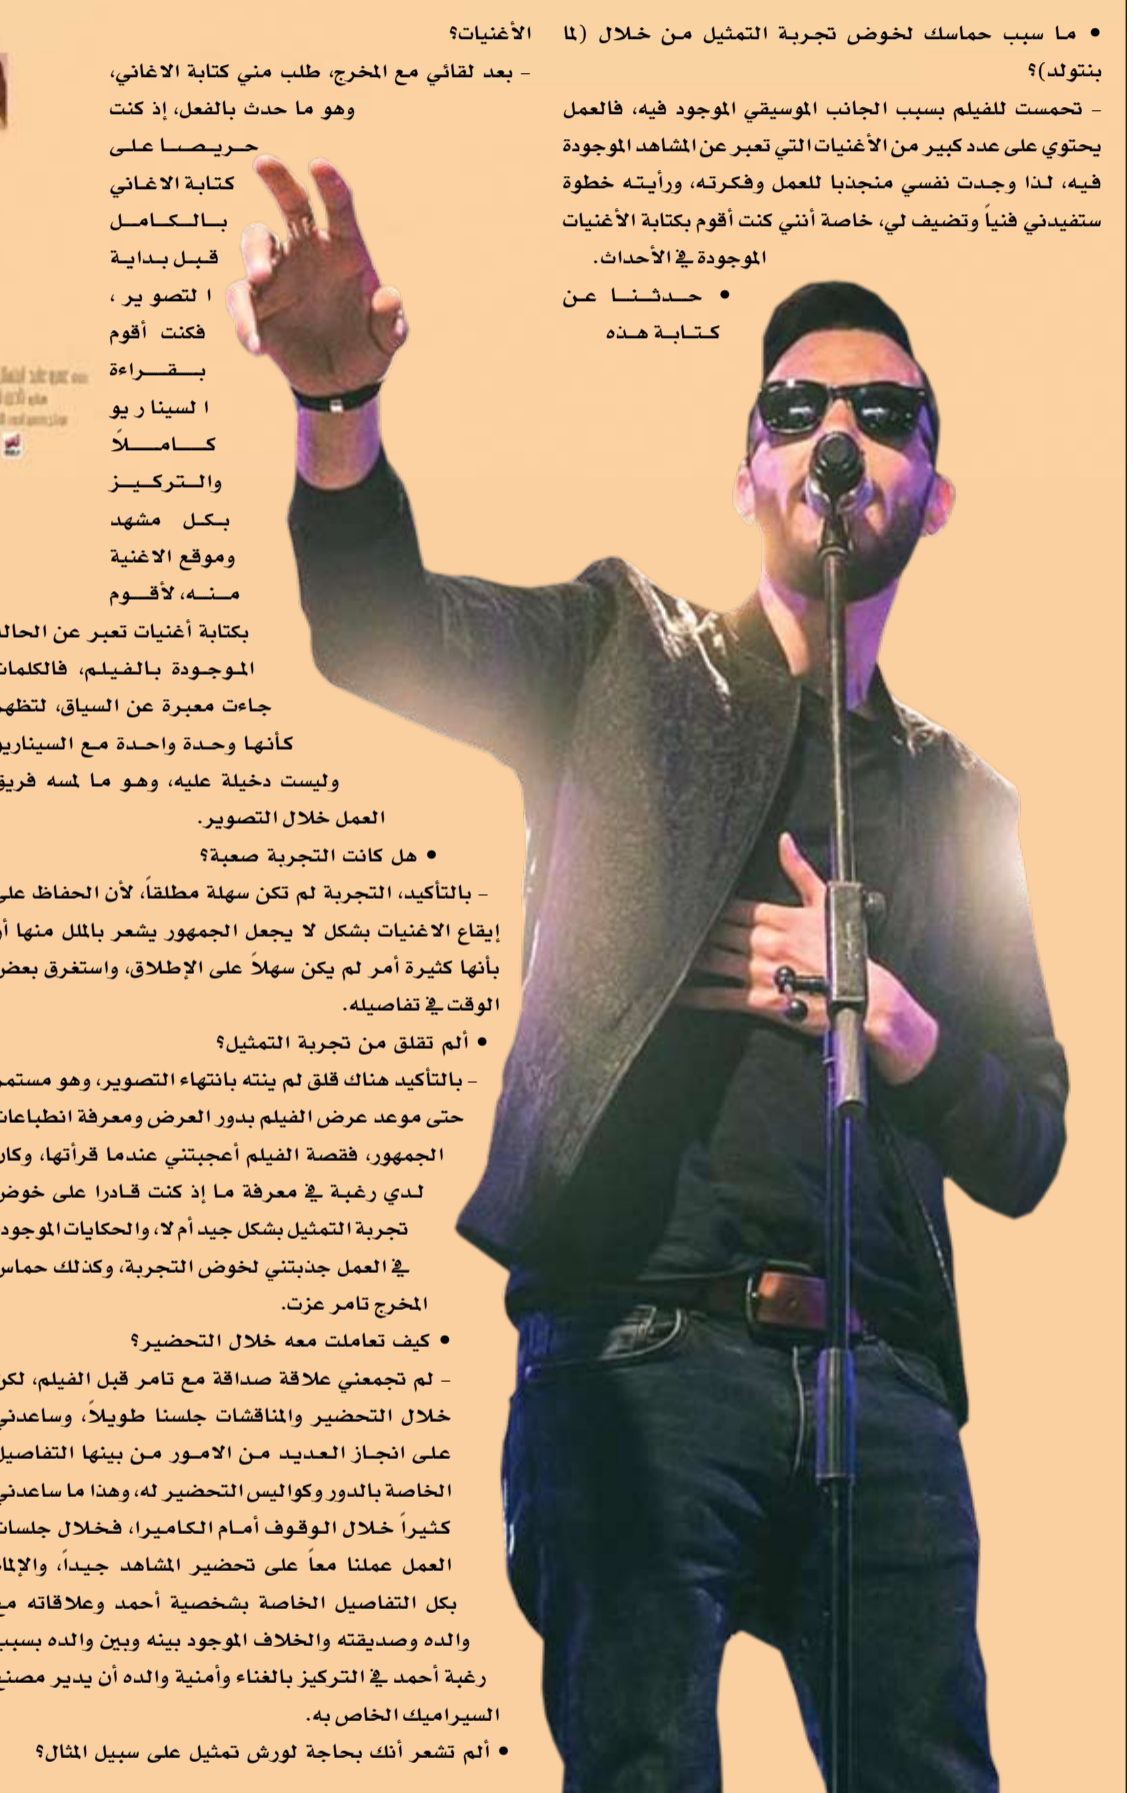 • ما سبب حماسك لخوض تجربة التمثيل من خلال (لما
بنتولد)؟
- تحمست للفيلم بسبب الجانب الموسيقي الموجود فيه، فالعمل
يحتوي على عدد كبير من الأغنيات التي تعبر عن المشاهد الموجودة
فيه، لذا وجدت نفسي منجذبا للعمل وفكرته، ورأيته خطوة
ستفيدني فنياً وتضيف لي، خاصة أنني كنت أقوم بكتابة الأغنيات
الموجودة في الأحداث.
• حدثنا عن
كتابة هذه
الأغنيات؟
- بعد لقائي مع المخرج، طلب مني كتابة الاغاني،
وهو ما حدث بالفعل، إذ كنت
حريصا على
كتابة الاغاني
بالكامل
قبل بداية
التصوير،
فكنت أقوم
بقراءة
السيناريو
كاملاً
والتركيز
بكل مشهد
وموقع الاغنية
منه، لأقوم
بكتابة أغنيات تعبر عن الحالة
الموجودة بالفيلم، فالكلمات
جاءت معبرة عن السياق، لتظهر
كأنها وحدة واحدة مع السيناريو
وليست دخيلة عليه، وهو ما لمسه فريق
العمل خلال التصوير.
• هل كانت التجربة صعبة؟
- بالتأكيد، التجربة لم تكن سهلة مطلقاً، لأن الحفاظ على
إيقاع الاغنيات بشكل لا يجعل الجمهور يشعر بالملل منها أو
بأنها كثيرة أمر لم يكن سهلاً على الإطلاق، واستغرق بعض
الوقت في تفاصيله.
• ألم تقلق من تجربة التمثيل؟
- بالتأكيد هناك قلق لم ينته بانتهاء التصوير، وهو مستمر
حتى موعد عرض الفيلم بدور العرض ومعرفة انطباعات
الجمهور، فقصة الفيلم أعجبتني عندما قرأتها، وكان
لدي رغبة في معرفة ما إذ كنت قادرا على خوض
تجربة التمثيل بشكل جيد أم لا، والحكايات الموجودة
في العمل جذبتني لخوض التجربة، وكذلك حماس
المخرج تامر عزت.
• كيف تعاملت معه خلال التحضير؟
- لم تجمعني علاقة صداقة مع تامر قبل الفيلم، لكن
خلال التحضير والمناقشات جلسنا طويلاً، وساعدني
على انجاز العديد من الامور من بينها التفاصيل
الخاصة بالدور وكواليس التحضير له، وهذا ما ساعدني
كثيراً خلال الوقوف أمام الكاميرا، فخلال جلسات
العمل عملنا معاً على تحضير المشاهد جيداً، والإلمام
بكل التفاصيل الخاصة بشخصية أحمد وعلاقاته مع
والده وصديقته والخلاف الموجود بينه وبين والده بسبب
رغبة أحمد في التركيز بالغناء وأمنية والده أن يدير مصنع
السيراميك الخاص به.
• ألم تشعر أنك بحاجة لورش تمثيل على سبيل المثال؟